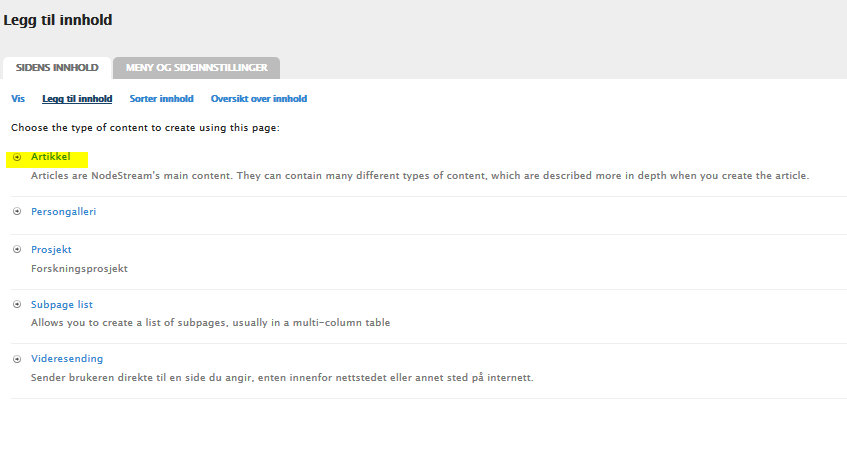 Legg til innhold
SIDENS INNHOLD MENY OG SIDEINNSTILLINGER
Vis Legg til innhold Sorter innhold Oversikt over innhold
Choose the type of content to create using this page:
Artikkel
Articles are NodeStream's main content. They can contain many different types of content, which are described more in depth when you create the article.
Persongalleri
Prosjekt
Forskningsprosjekt
Subpage list
Allows you to create a list of subpages, usually in a multi-column table
Videresending
Sender brukeren direkte til en side du angir, enten innenfor nettstedet eller annet sted på internett.